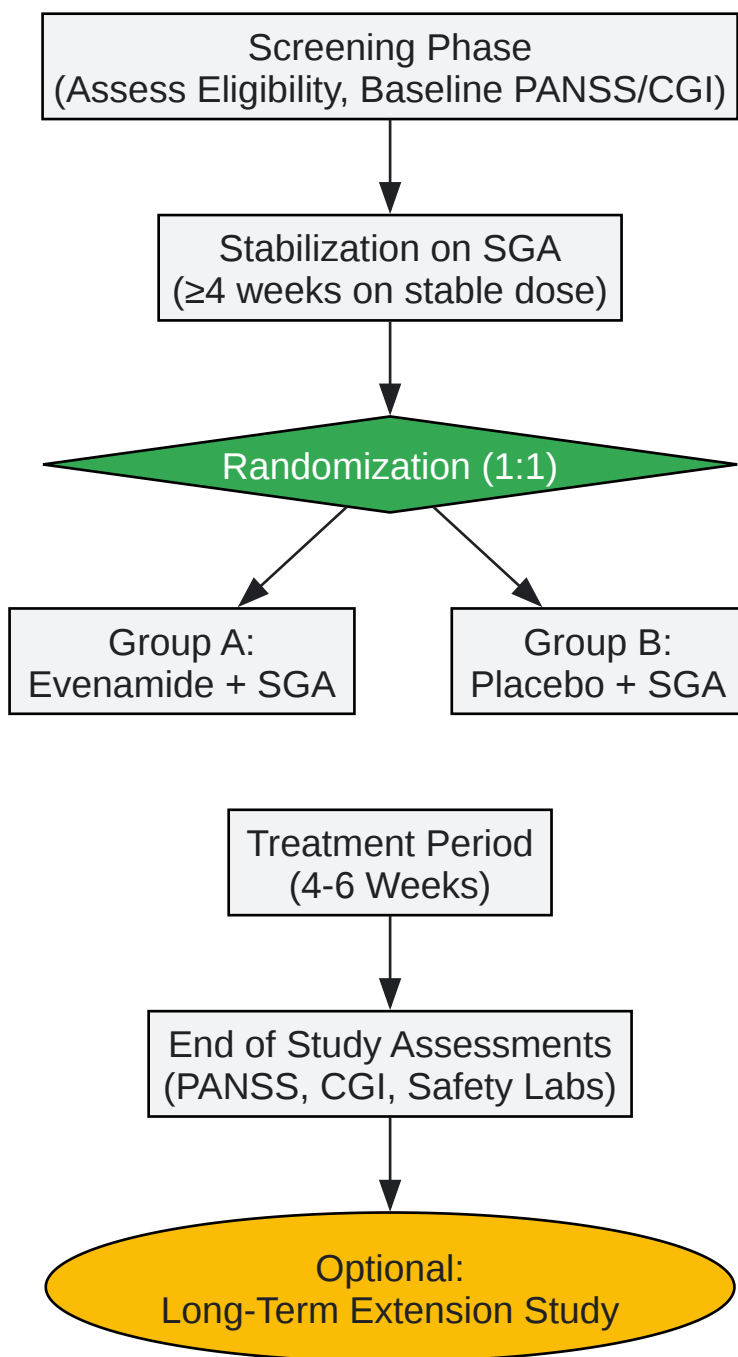 Screening Phase
(Assess Eligibility, Baseline PANSS/CGI)
Stabilization on SGA
(≥4 weeks on stable dose)
Randomization (1:1)
Group A:
Evenamide + SGA
Group B:
Placebo + SGA
Treatment Period
(4-6 Weeks)
End of Study Assessments
(PANSS, CGI, Safety Labs)
Optional:
Long-Term Extension Study